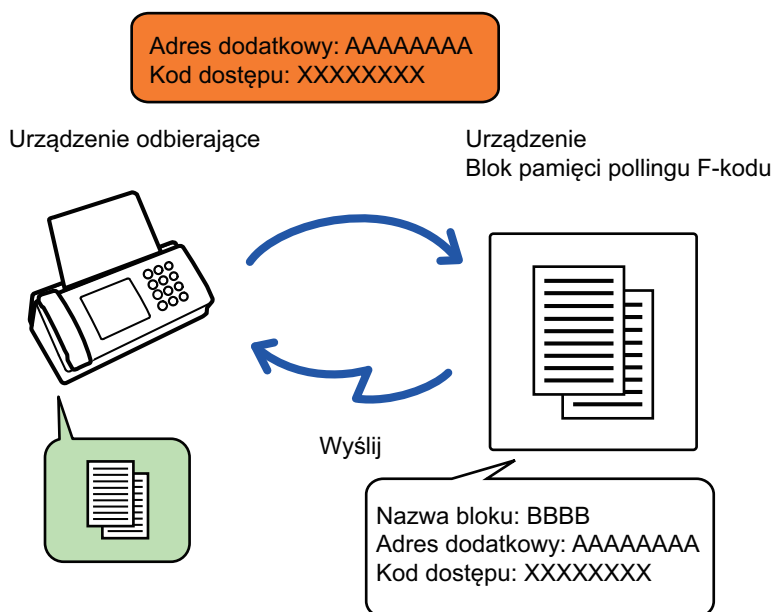 Adres dodatkowy: AAAAAAAA
Kod dostępu: XXXXXXXX
Urządzenie odbierające
Urządzenie
Blok pamięci pollingu F-kodu
Wyślij
Nazwa bloku: BBBB
Adres dodatkowy: AAAAAAAA
Kod dostępu: XXXXXXXX